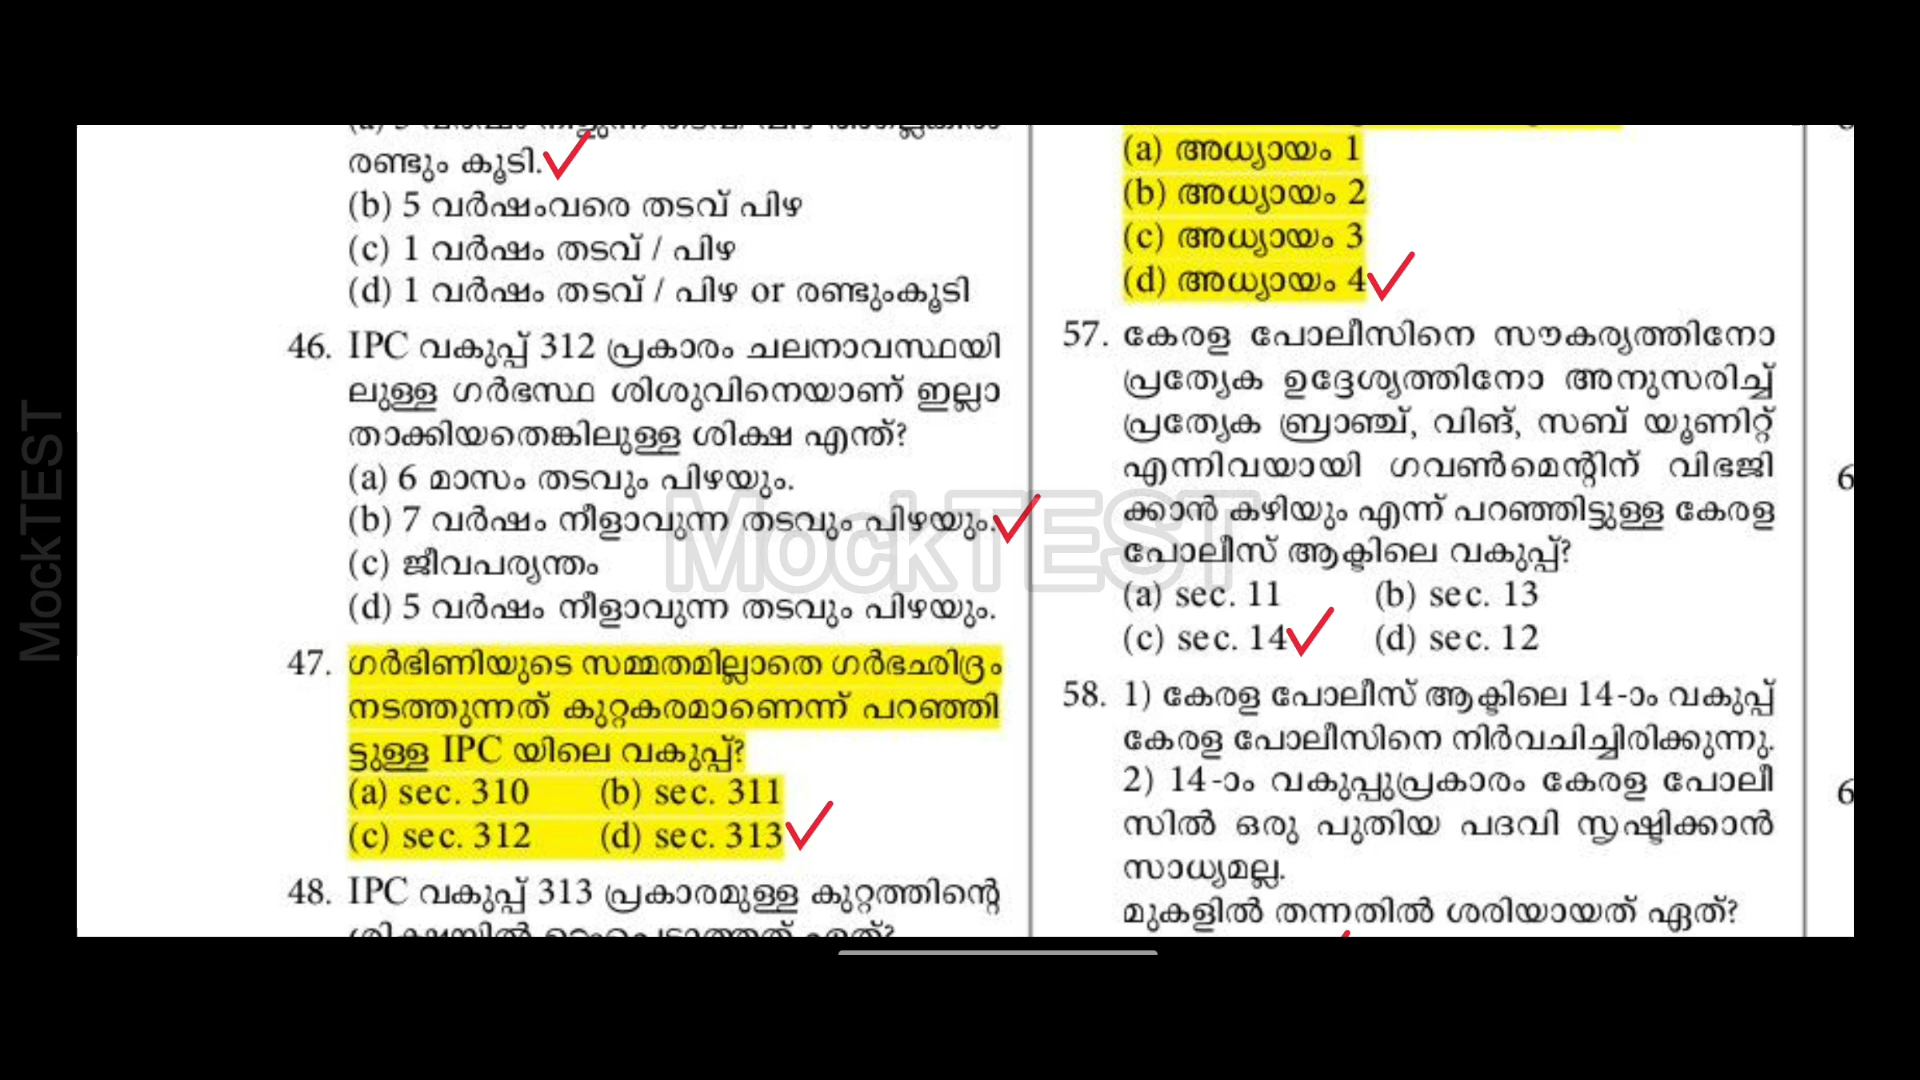 രണ്ടും കൂടി.
(b) 5 വർഷംവരെ തടവ് പിഴ
(c) 1 വർഷം തടവ് / പിഴ
(d) 1 വർഷം തടവ് / പിഴ or രണ്ടുംകൂടി
46. IPC വകുപ്പ് 312 പ്രകാരം ചലനാവസ്ഥയി
ലുള്ള ഗർഭസ്ഥ ശിശുവിനെയാണ് ഇല്ലാ
താക്കിയതെങ്കിലുള്ള ശിക്ഷ എന്ത്?
(a) 6 മാസം തടവും പിഴയും.
(b) 7 വർഷം നീളാവുന്ന തടവും പിഴയും.
(c) ജീവപര്യന്തം
(d) 5 വർഷം നീളാവുന്ന തടവും പിഴയും.
47. ഗർഭിണിയുടെ സമ്മതമില്ലാതെ ഗർഭഛിദ്രം
നടത്തുന്നത് കുറ്റകരമാണെന്ന് പറഞ്ഞി
ട്ടുള്ള IPC യിലെ വകുപ്പ്?
(a) sec. 310 (b) sec. 311
(c) sec. 312 (d) sec. 313
48. IPC വകുപ്പ് 313 പ്രകാരമുള്ള കുറ്റത്തിന്റെ
(a) അധ്യായം 1
(b) അധ്യായം 2
(c) അധ്യായം 3
(d) അധ്യായം 4
57. കേരള പോലീസിനെ സൗകര്യത്തിനോ
പ്രത്യേക ഉദ്ദേശ്യത്തിനോ അനുസരിച്ച്
പ്രത്യേക ബ്രാഞ്ച്, വിങ്, സബ് യൂണിറ്റ്
എന്നിവയായി ഗവൺമെന്റിന് വിഭജി
ക്കാൻ കഴിയും എന്ന് പറഞ്ഞിട്ടുള്ള കേരള
പോലീസ് ആക്ടിലെ വകുപ്പ്?
(a) sec. 11 (b) sec. 13
(c) sec. 14 (d) sec. 12
58. 1) കേരള പോലീസ് ആക്ടിലെ 14-ാം വകുപ്പ്
കേരള പോലീസിനെ നിർവചിച്ചിരിക്കുന്നു.
2) 14-ാം വകുപ്പുപ്രകാരം കേരള പോലീ
സിൽ ഒരു പുതിയ പദവി സൃഷ്ടിക്കാൻ
സാധ്യമല്ല.
മുകളിൽ തന്നതിൽ ശരിയായത് ഏത്?
MockTEST
MockTEST